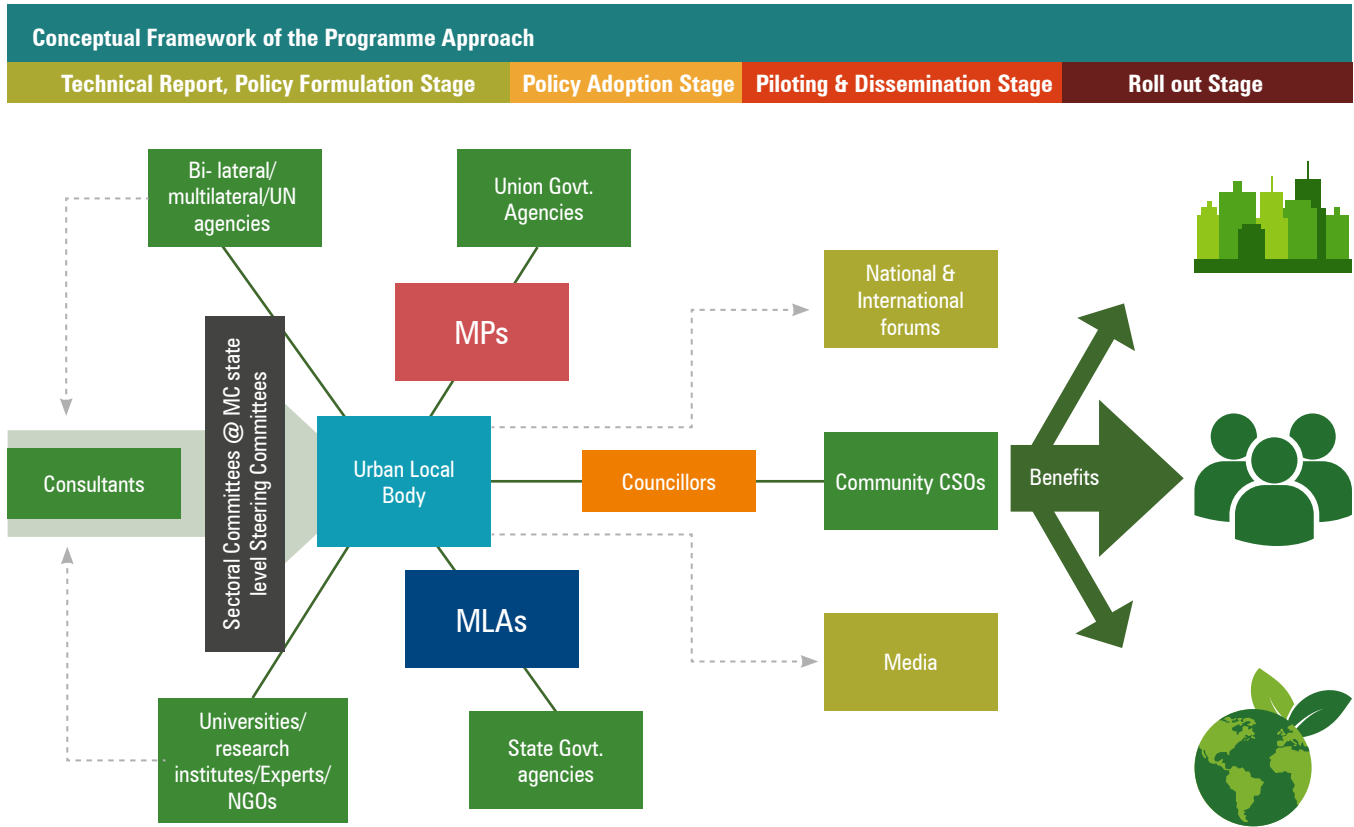 Conceptual Framework of the Programme Approach
Technical Report, Policy Formulation Stage
Policy Adoption Stage
Piloting & Dissemination Stage
Roll out Stage
Bi- lateral/
multilateral/UN
agencies
Union Govt.
Agencies
National &
International
forums
MPs
Sectoral Committees @ MC state
level Steering Committees
Consultants
Urban Local
Body
Councillors
Community CSOs
Benefits
MLAs
Media
Universities/
research
institutes/Experts/
NGOs
State Govt.
agencies